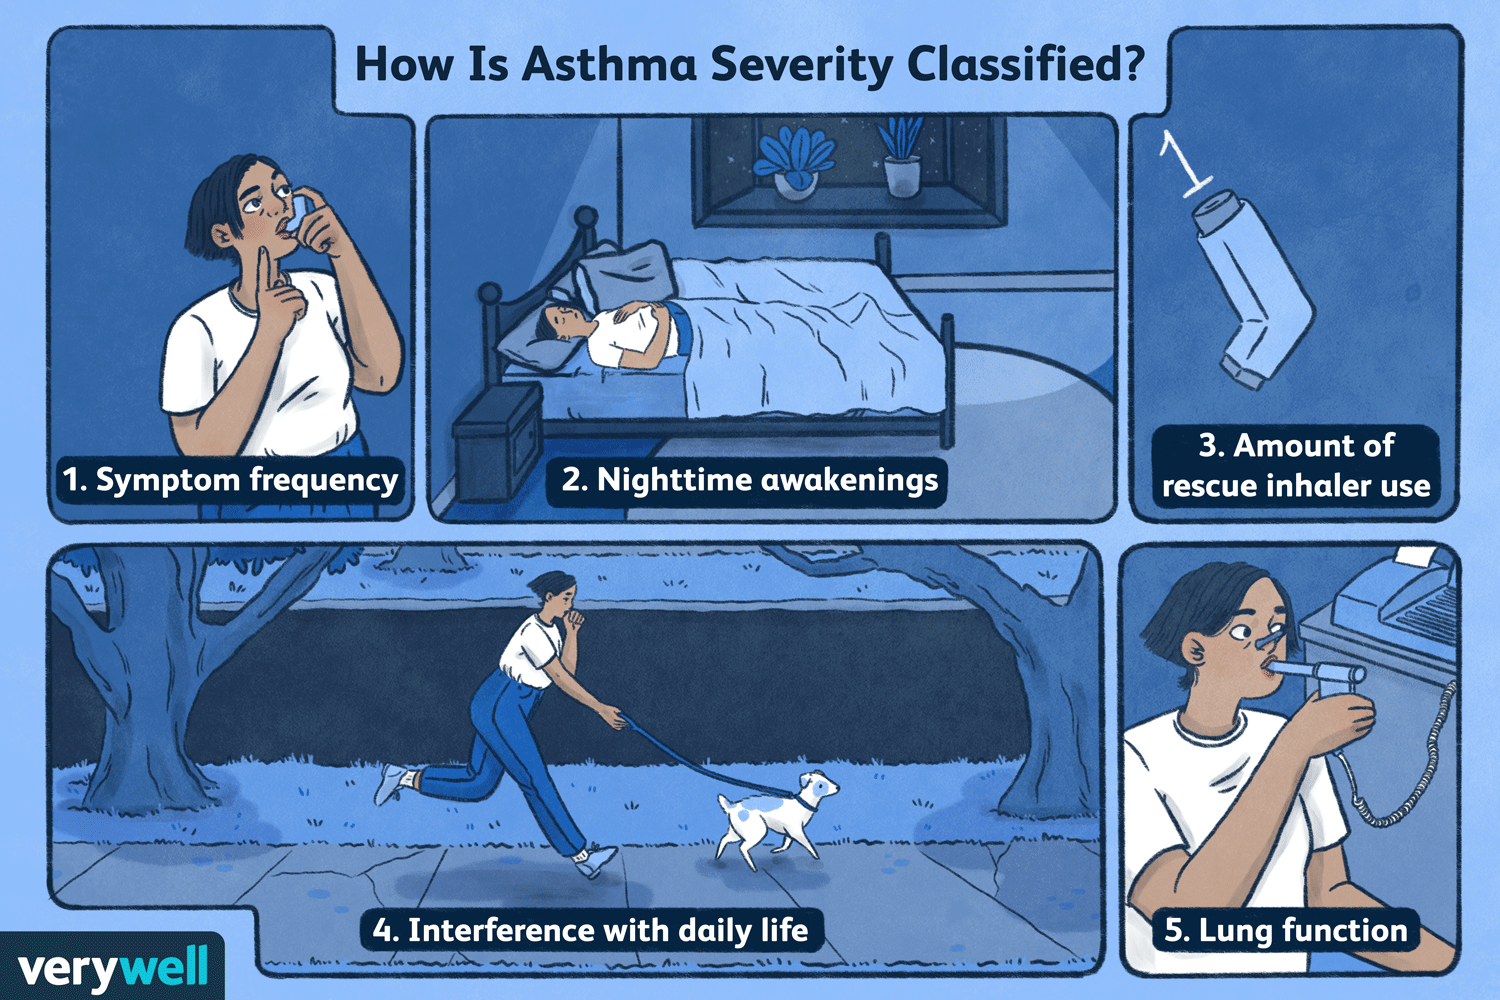 How Is Asthma Severity Classified?
1. Symptom frequency
2. Nighttime awakenings
1
3. Amount of
rescue inhaler use
4. Interference with daily life
5. Lung function
verywell